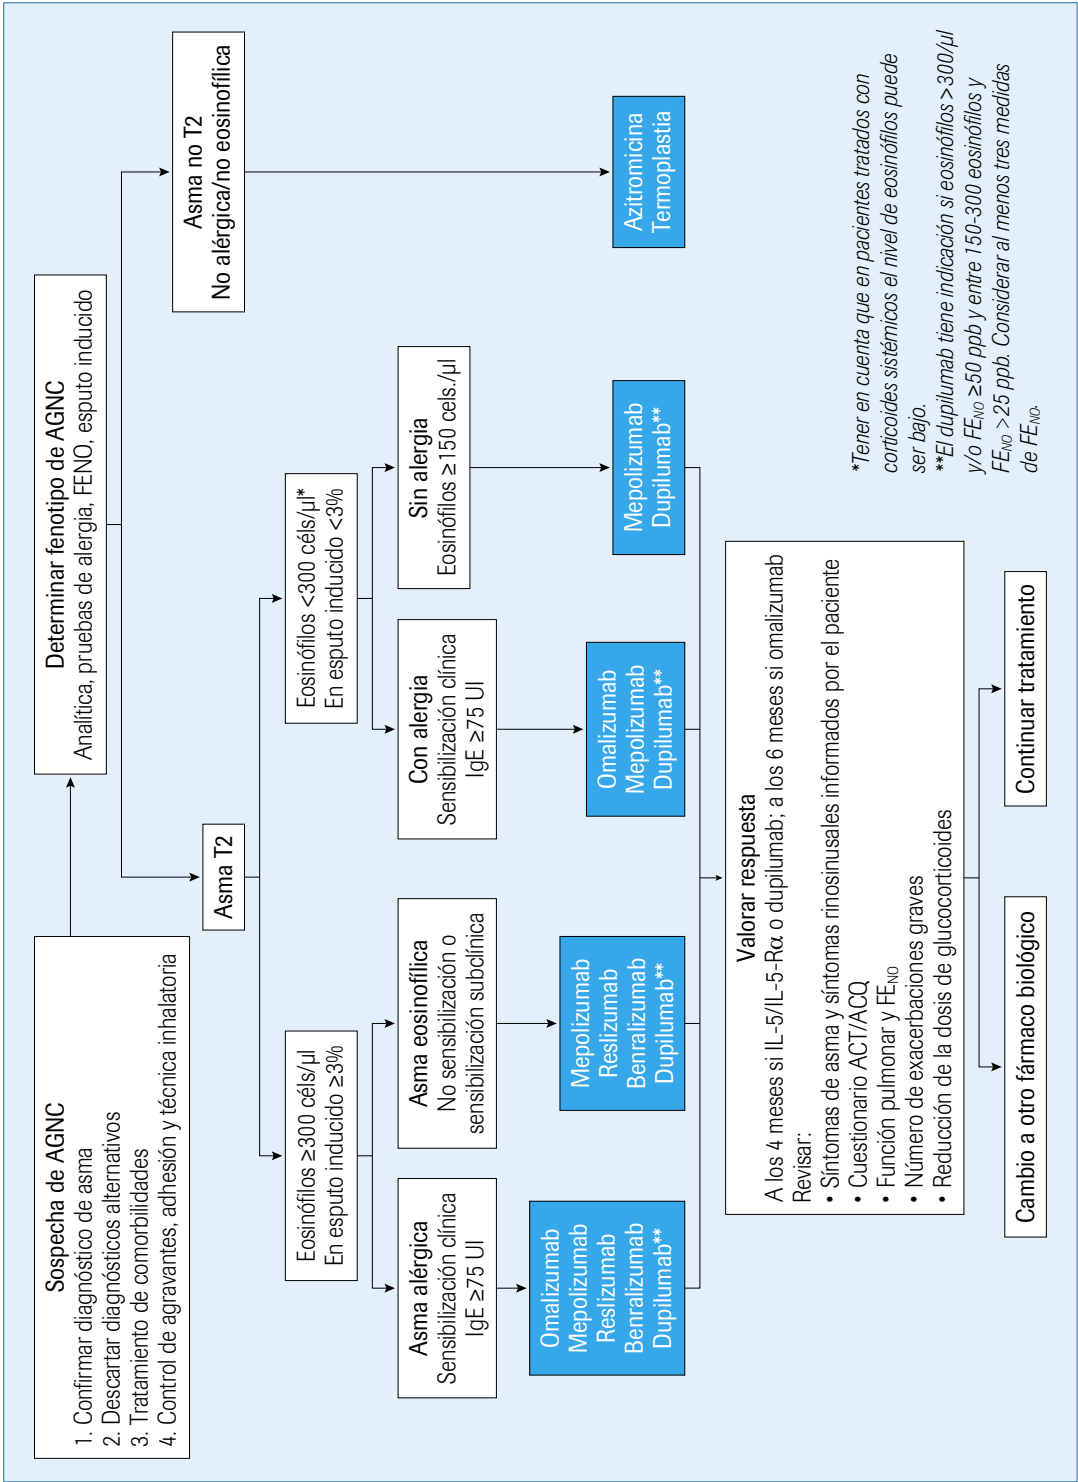 Sospecha de AGNC
1. Confirmar diagnóstico de asma
2. Descartar diagnósticos alternativos
3. Tratamiento de comorbilidades
4. Control de agravantes, adhesión y técnica inhalatoria
Determinar fenotipo de AGNC
Analítica, pruebas de alergia, FENO, esputo inducido
Asma T2
Asma no T2
No alérgica/no eosinofílica
Eosinófilos ≥300 céls/µl
En esputo inducido ≥3%
Eosinófilos <300 céls/µl*
En esputo inducido <3%
Asma alérgica
Sensibilización clínica
IgE ≥75 UI
Asma eosinofílica
No sensibilización o
sensibilización subclínica
Con alergia
Sensibilización clínica
IgE ≥75 UI
Sin alergia
Eosinófilos ≥150 cels./µl
Omalizumab
Mepolizumab
Reslizumab
Benralizumab
Dupilumab**
Mepolizumab
Reslizumab
Benralizumab
Dupilumab**
Omalizumab
Mepolizumab
Dupilumab**
Mepolizumab
Dupilumab**
Azitromicina
Termoplastia
Valorar respuesta
A los 4 meses si IL-5/IL-5-Rα o dupilumab; a los 6 meses si omalizumab
Revisar:
• Síntomas de asma y síntomas rinosinusales informados por el paciente
• Cuestionario ACT/ACQ
• Función pulmonar y FENO
• Número de exacerbaciones graves
• Reducción de la dosis de glucocorticoides
Cambio a otro fármaco biológico
Continuar tratamiento
*Tener en cuenta que en pacientes tratados con
corticoides sistémicos el nivel de eosinófilos puede
ser bajo.
**El dupilumab tiene indicación si eosinófilos >300/µl
y/o FENO ≥50 ppb y entre 150-300 eosinófilos y
FENO >25 ppb. Considerar al menos tres medidas
de FENO.